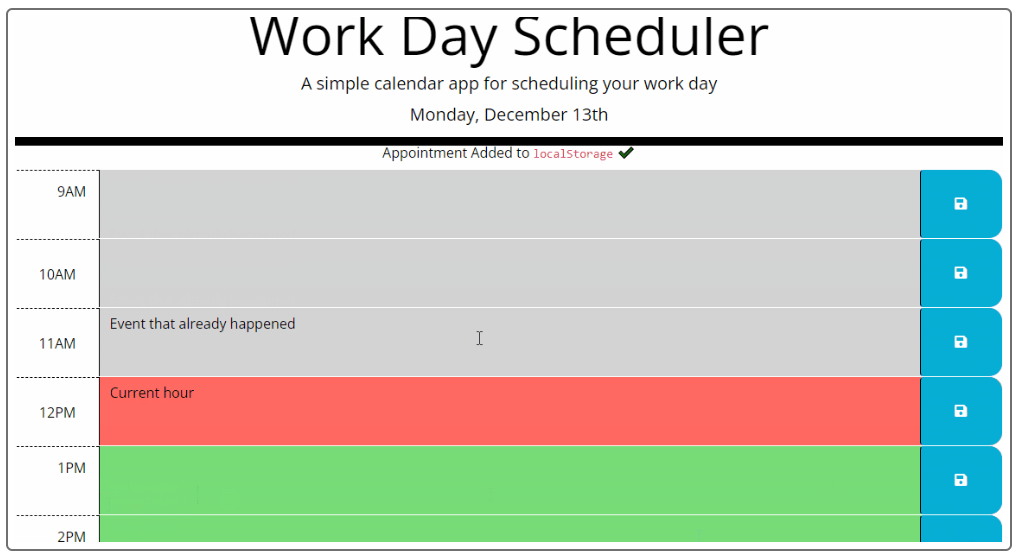 Work Day Scheduler
A simple calendar app for scheduling your work day
Monday, December 13th
Appointment Added to localStorage ✔
9AM
10AM
Event that already happened
11AM
Current hour
12PM
1PM
2PM